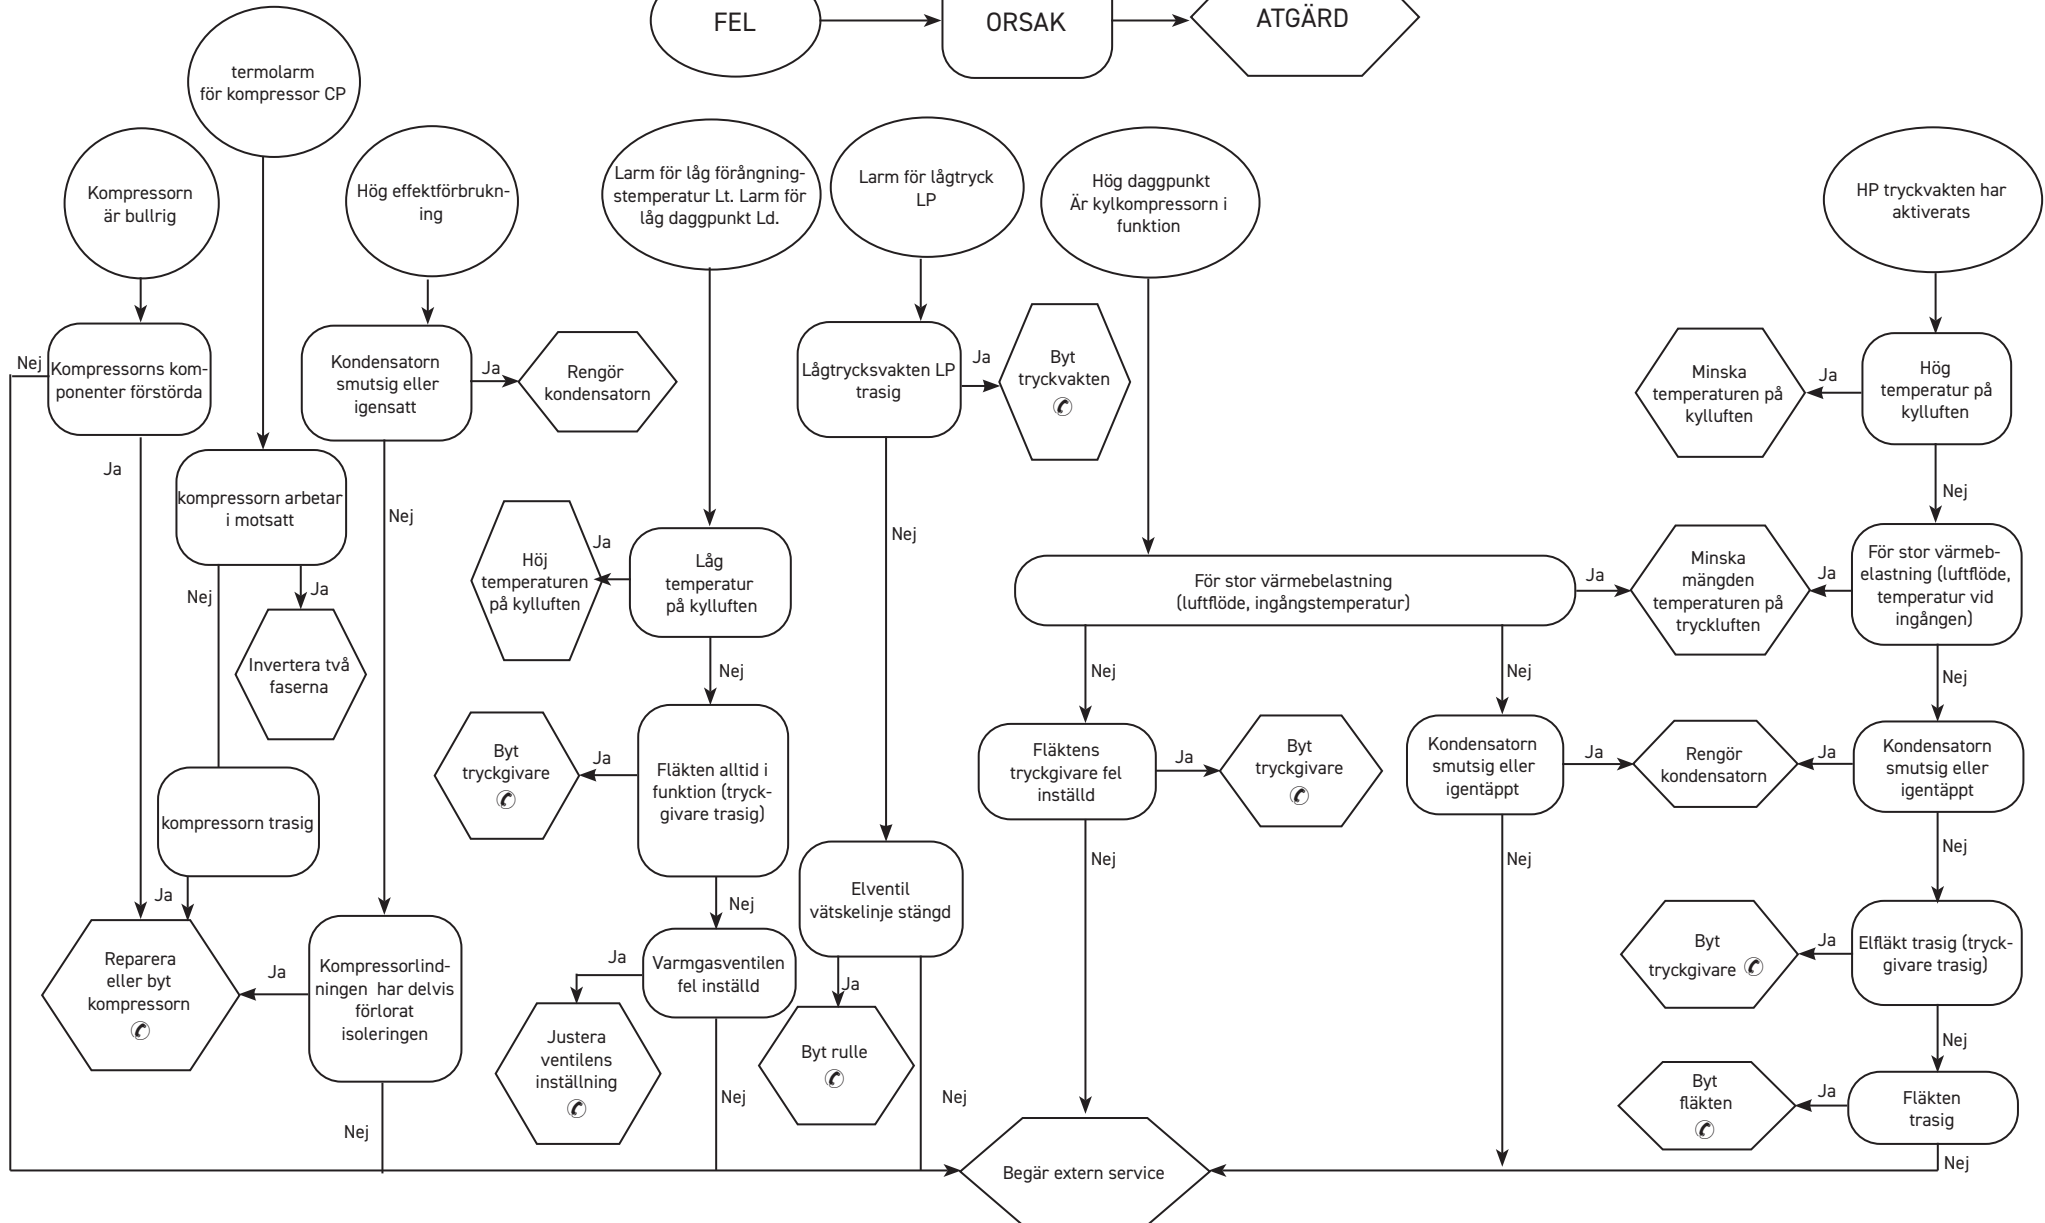 FEL
ORSAK
ATGÄRD
termolarm
för kompressor CP
Kompressorn
är bullrig
Hög effektförbrukn-
ing
Larm för låg förångning-
stemperatur Lt. Larm för
låg daggpunkt Ld.
Larm för lågtryck
LP
Hög daggpunkt
Är kylkompressorn i
funktion
HP tryckvakten har
aktiverats
Nej
Kompressorns kom-
ponenter förstörda
Ja
Kondensatorn
smutsig eller
igensatt
Ja
Rengör
kondensatorn
Nej
Lågtrycksvakten LP
trasig
Ja
Byt
tryckvakten
Nej
Minska
temperaturen på
kylluften
Ja
Hög
temperatur på
kylluften
Nej
kompressorn arbetar
i motsatt
Nej
Ja
Invertera två
faserna
Höj
temperaturen
på kylluften
Ja
Låg
temperatur
på kylluften
Nej
För stor värmebelastning
(luftflöde, ingångstemperatur)
Ja
Minska
mängden
temperaturen på
tryckluften
Ja
För stor värmeb-
elastning (luftflöde,
temperatur vid
ingången)
Nej
Nej
Nej
Byt
tryckgivare
Ja
Fläkten alltid i
funktion (tryck-
givare trasig)
Nej
Fläktens
tryckgivare fel
inställd
Ja
Byt
tryckgivare
Nej
Kondensatorn
smutsig eller
igentäppt
Ja
Nej
Rengör
kondensatorn
Ja
Kondensatorn
smutsig eller
igentäppt
Nej
kompressorn trasig
Ja
Reparera
eller byt
kompressorn
Ja
Kompressorlind-
ningen har delvis
förlorat
isoleringen
Nej
Ja
Varmgasventilen
fel inställd
Nej
Justera
ventilens
inställning
Elventil
vätskelinje stängd
Ja
Nej
Byt rulle
Byt
tryckgivare
Ja
Elfläkt trasig (tryck-
givare trasig)
Nej
Byt
fläkten
Ja
Fläkten
trasig
Nej
Begär extern service